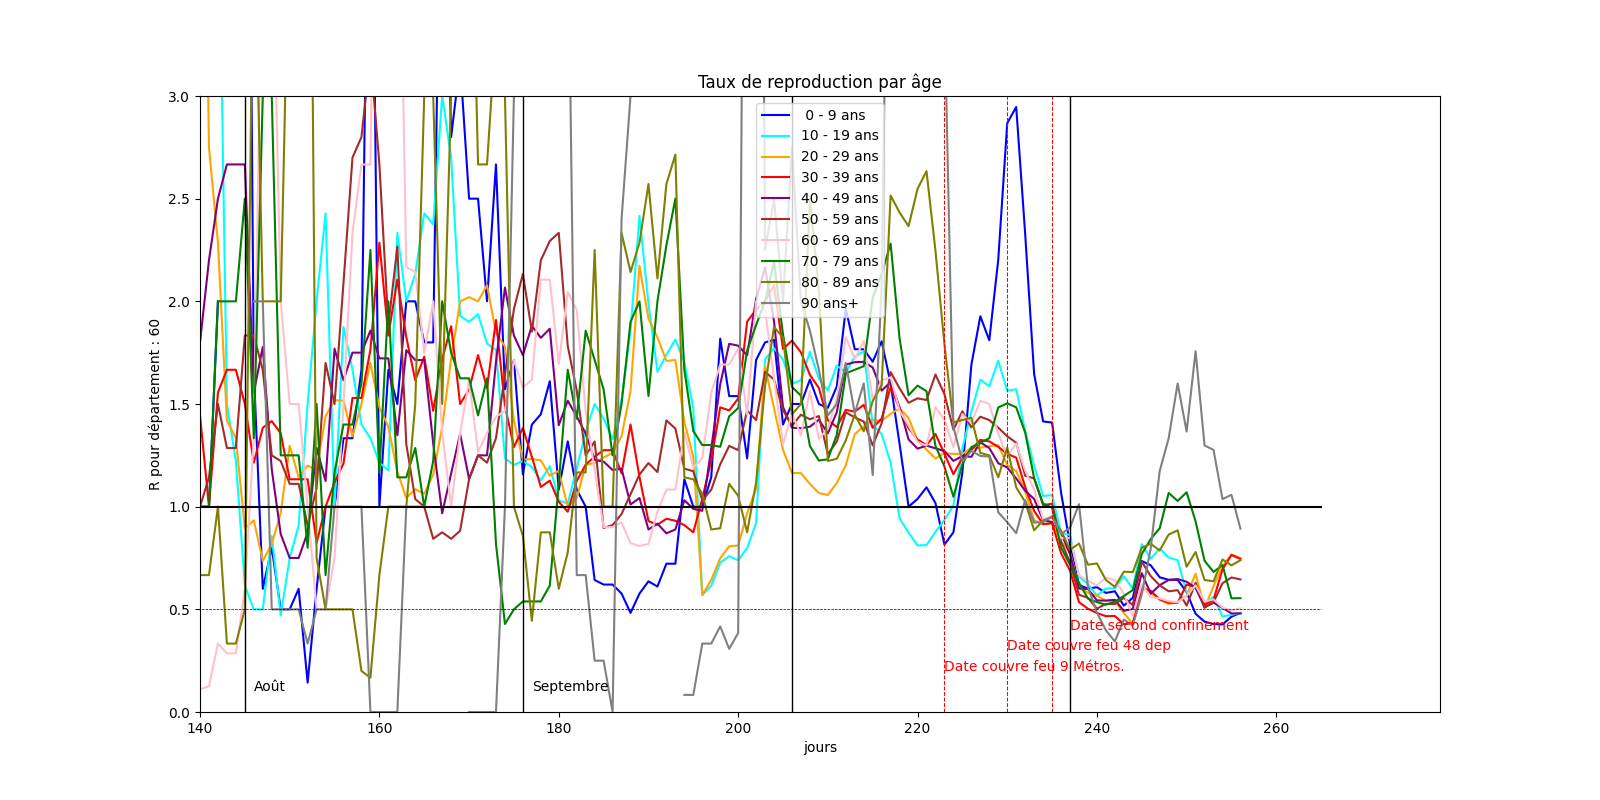 Taux de reproduction par âge
R pour département : 60
3.0
2.5
2.0
1.5
1.0
0.5
0.0
0 - 9 ans
10 - 19 ans
20 - 29 ans
30 - 39 ans
40 - 49 ans
50 - 59 ans
60 - 69 ans
70 - 79 ans
80 - 89 ans
90 ans+
Date second confinement
Date couvre feu 48 dep
Date couvre feu 9 Métros.
Août
Septembre
140
160
180
200
220
240
260
jours